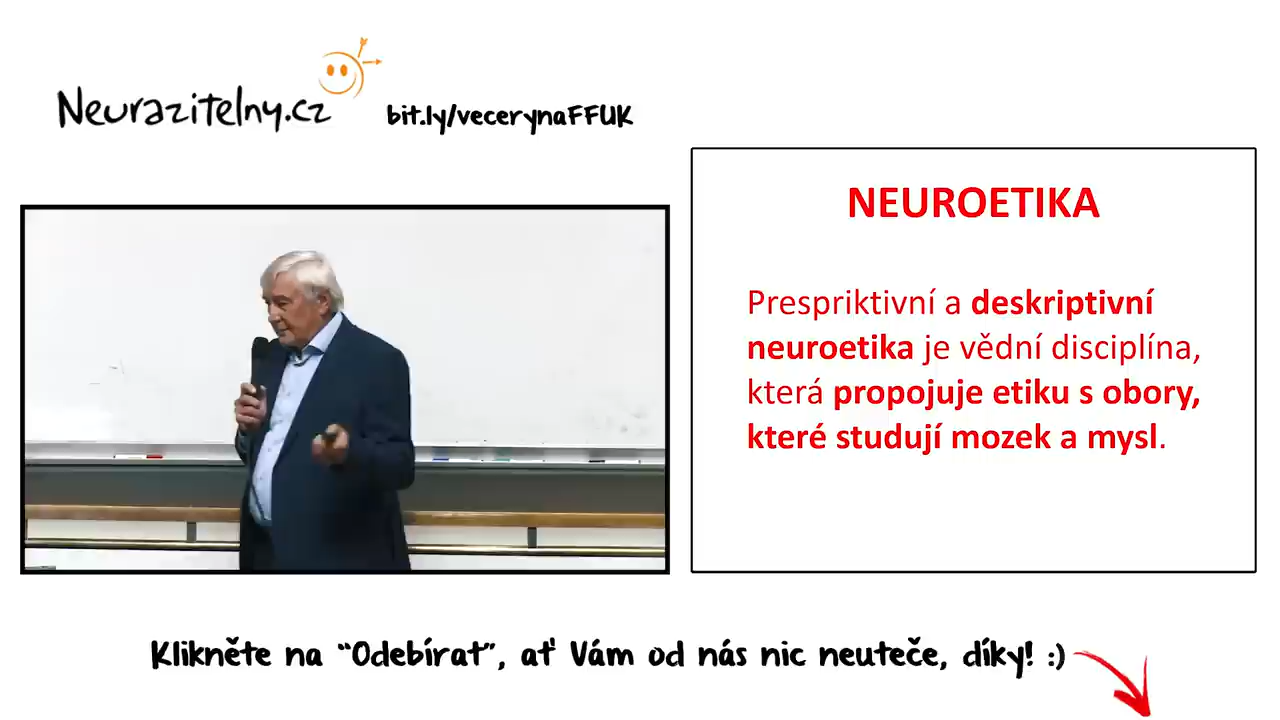 Neurazitelny.cz
bit.ly/vecerynaFFUK
NEUROETIKA
Prespriktivní a deskriptivní
neuroetika je vědní disciplína,
která propojuje etiku s obory,
které studují mozek a mysl.
Klikněte na “Odebírat”, ať Vám od nás nic neuteče, díky! :)